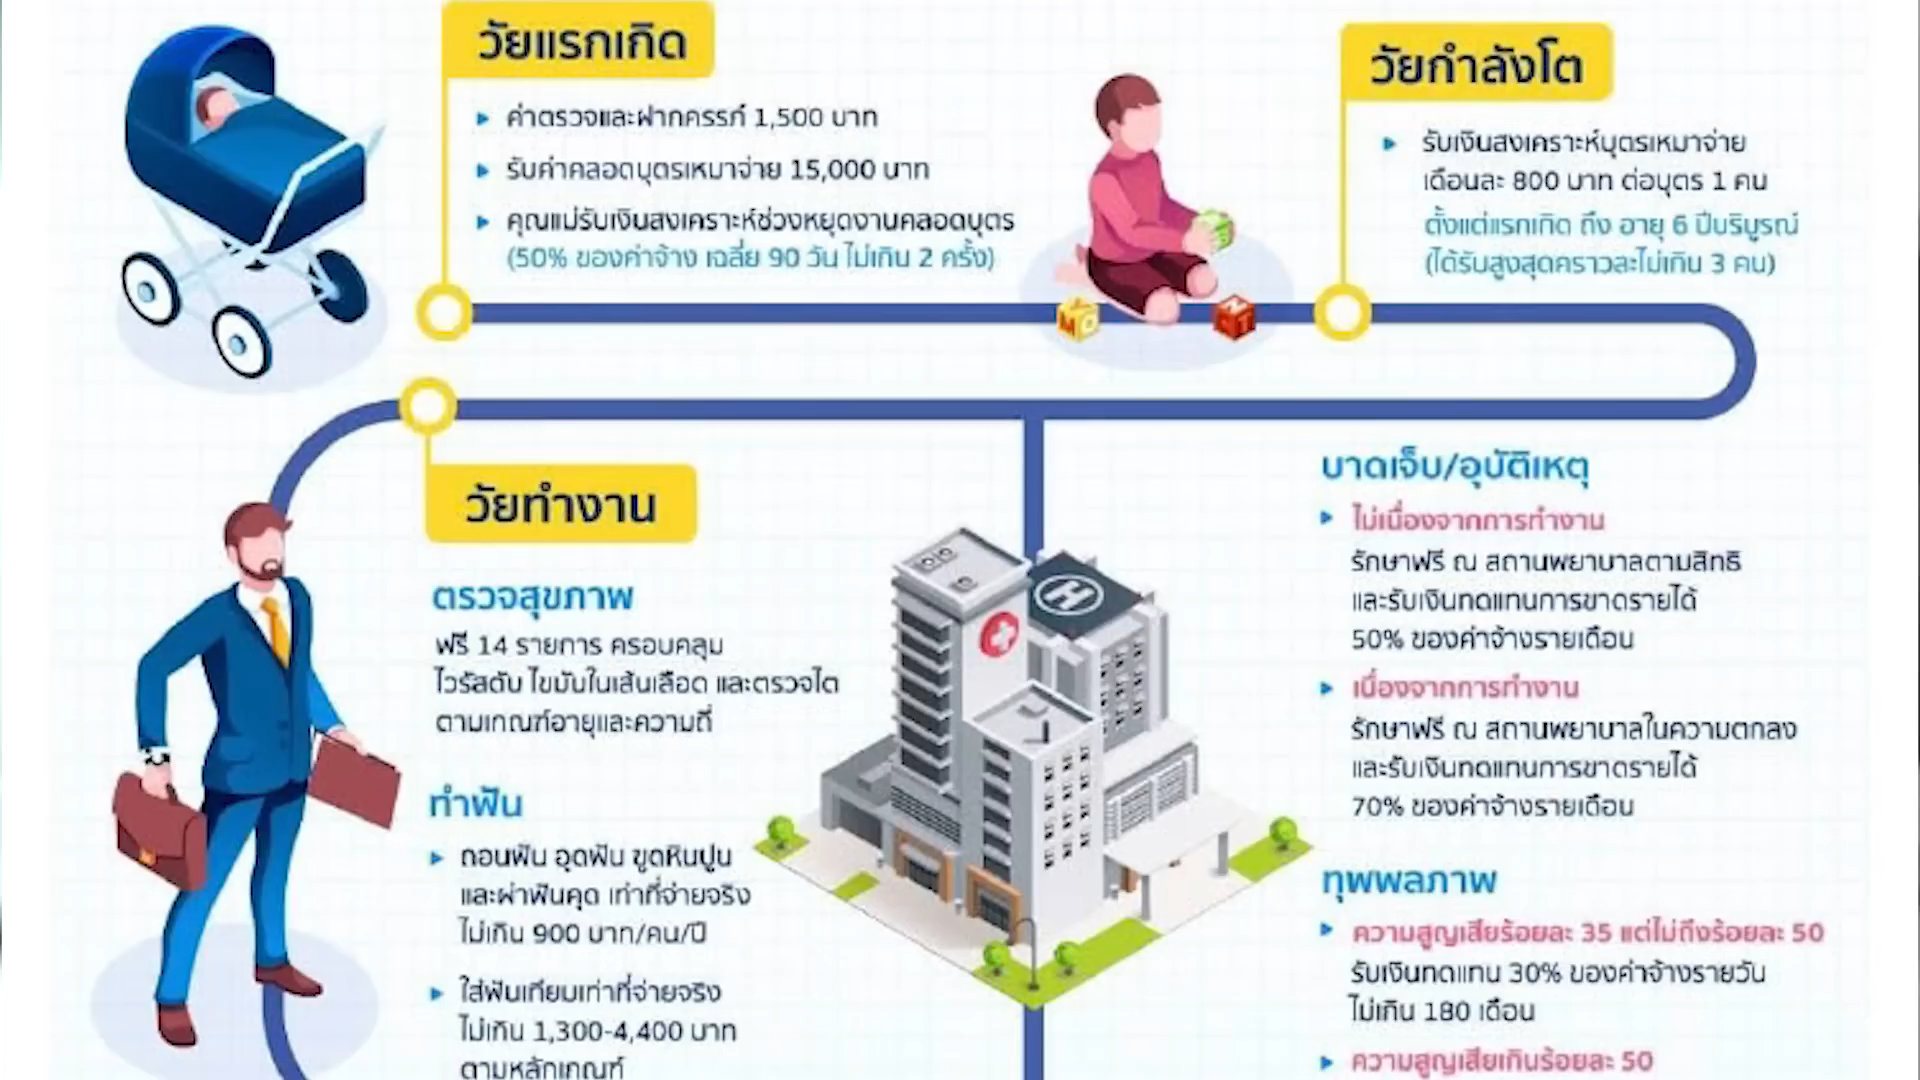 วัยแรกเกิด
ค่าตรวจและฝากครรภ์ 1,500 บาท
รับค่าคลอดบุตรเหมาจ่าย 15,000 บาท
คุณแม่รับเงินสงเคราะห์ช่วงหยุดงานคลอดบุตร
(50% ของค่าจ้าง เฉลี่ย 90 วัน ไม่เกิน 2 ครั้ง)
วัยกำลังโต
รับเงินสงเคราะห์บุตรเหมาจ่าย
เดือนละ 800 บาท ต่อบุตร 1 คน
ตั้งแต่แรกเกิด ถึง อายุ 6 ปีบริบูรณ์
(ได้รับสูงสุดคราวละไม่เกิน 3 คน)
วัยทำงาน
ตรวจสุขภาพ
ฟรี 14 รายการ ครอบคลุม
ไวรัสตับ ไขมันในเส้นเลือด และตรวจไต
ตามเกณฑ์อายุและความถี่
ทำฟัน
ถอนฟัน อุดฟัน ขูดหินปูน
และผ่าฟันคุด เท่าที่จ่ายจริง
ไม่เกิน 900 บาท/คน/ปี
ใส่ฟันเทียมเท่าที่จ่ายจริง
ไม่เกิน 1,300-4,400 บาท
ตามหลักเกณฑ์
H
บาดเจ็บ/อุบัติเหตุ
ไม่เนื่องจากการทำงาน
รักษาฟรี ณ สถานพยาบาลตามสิทธิ
และรับเงินทดแทนการขาดรายได้
50% ของค่าจ้างรายเดือน
เนื่องจากการทำงาน
รักษาฟรี ณ สถานพยาบาลในความตกลง
และรับเงินทดแทนการขาดรายได้
70% ของค่าจ้างรายเดือน
ทุพพลภาพ
ความสูญเสียร้อยละ 35 แต่ไม่ถึงร้อยละ 50
รับเงินทดแทน 30% ของค่าจ้างรายวัน
ไม่เกิน 180 เดือน
ความสูญเสียเกินร้อยละ 50